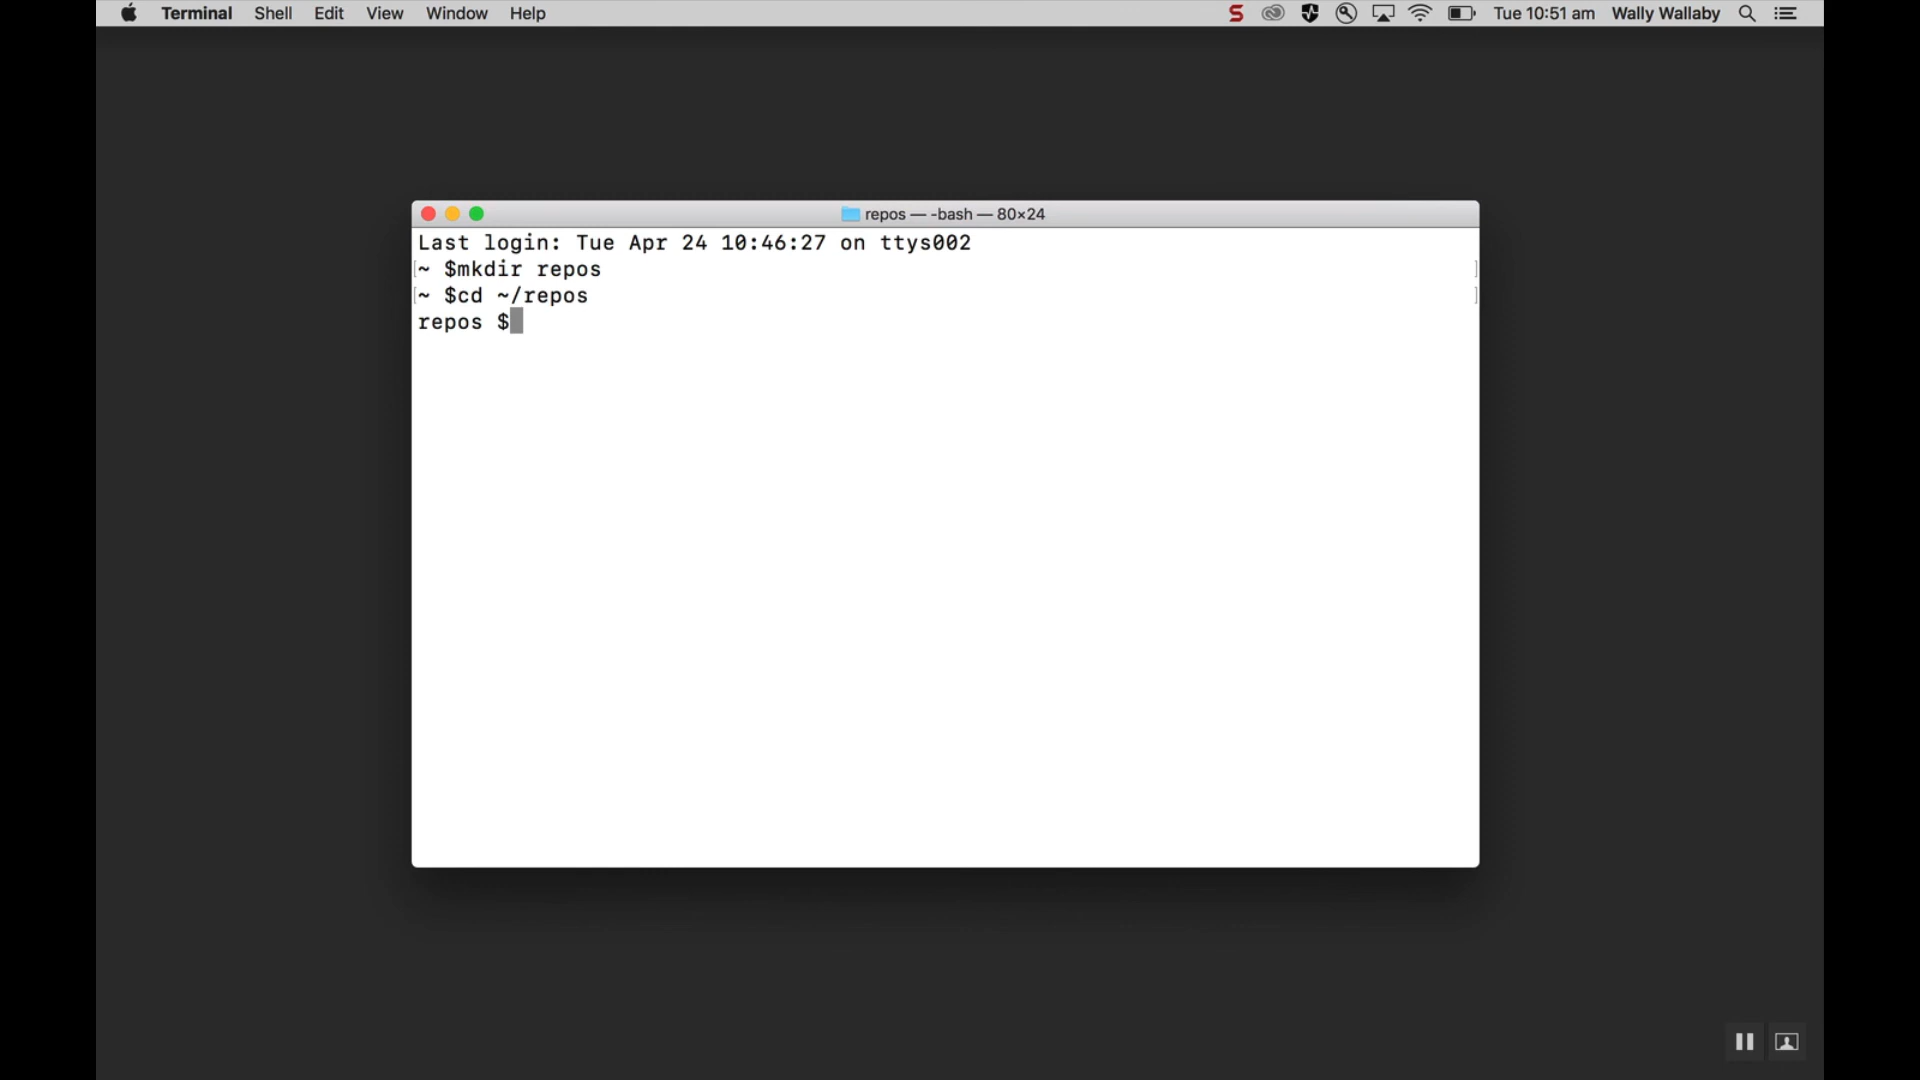 Terminal Shell Edit View Window Help Tue 10:51 am Wally Wallaby
repos — -bash — 80×24
Last login: Tue Apr 24 10:46:27 on ttys002
[~ $mkdir repos ]
[~ $cd ~/repos ]
repos $